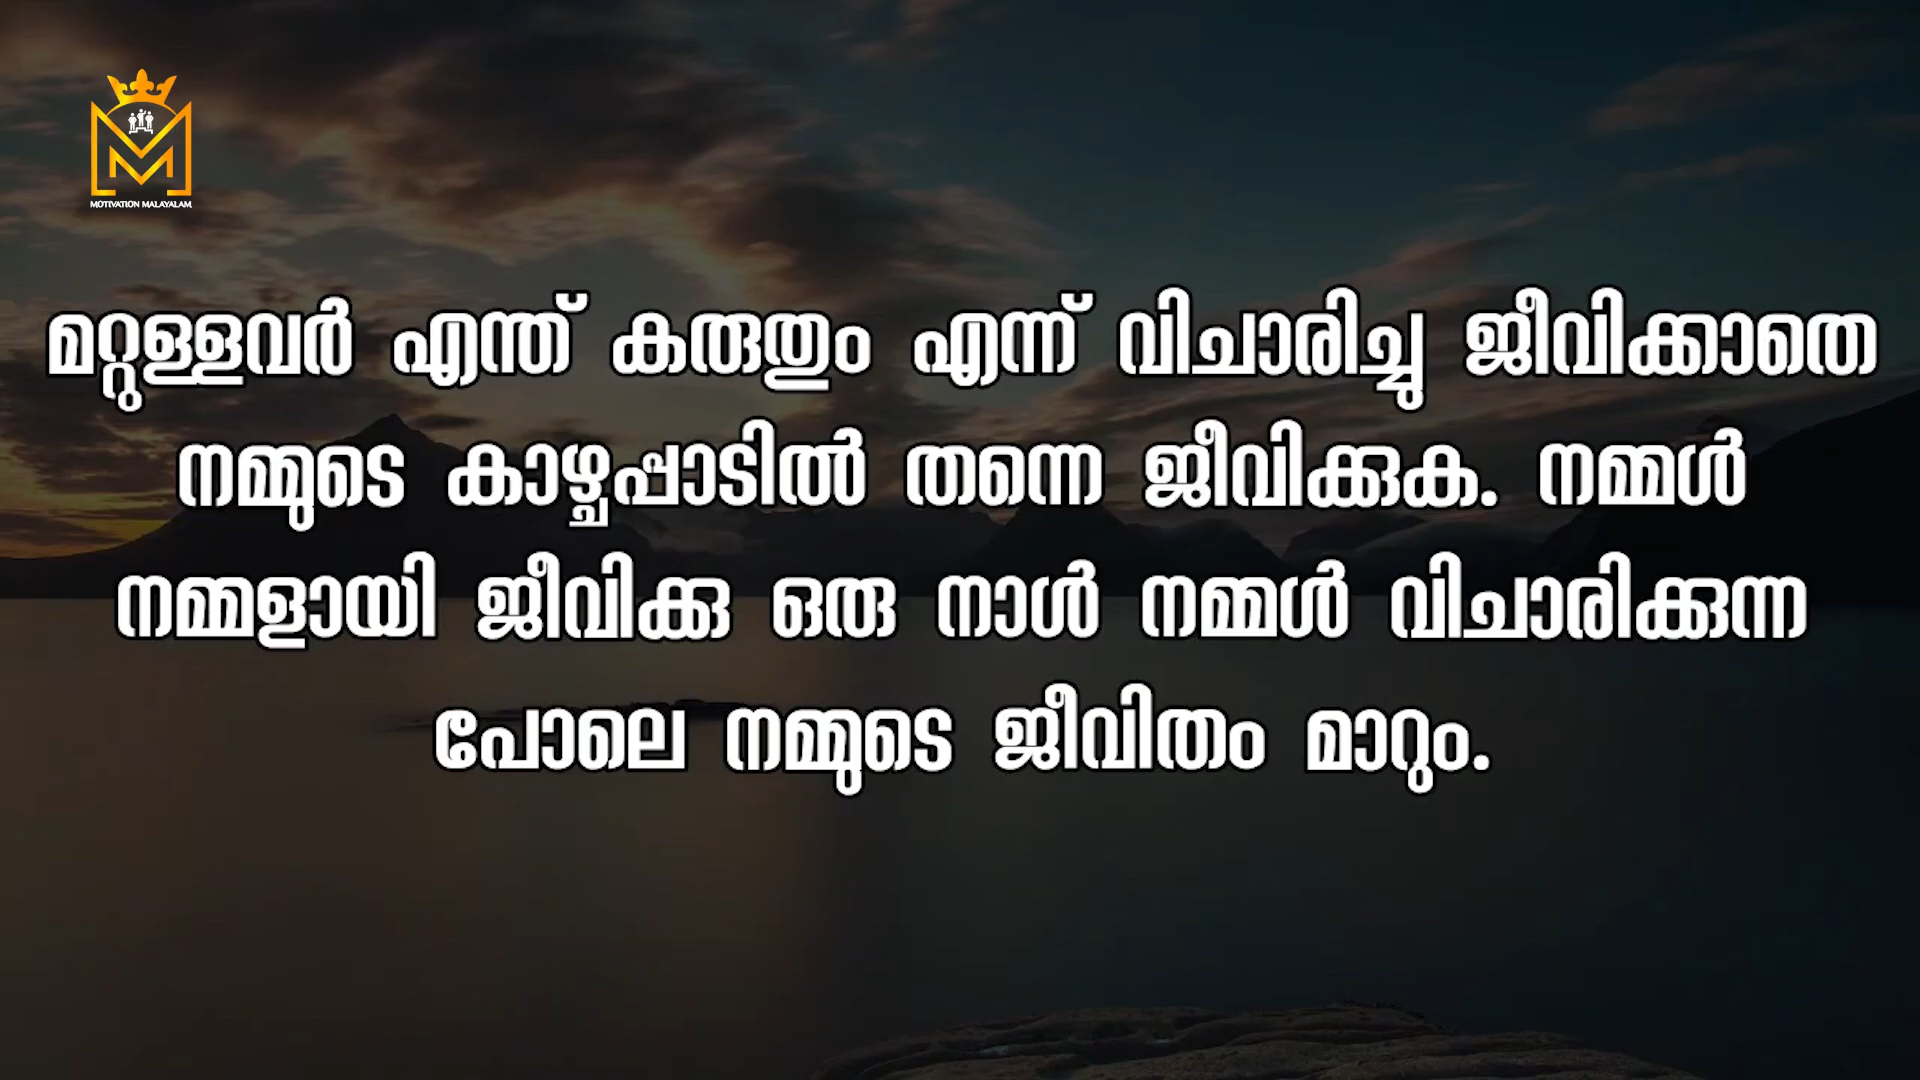 MOTIVATION MALAYALAM
മറ്റുള്ളവർ എന്ത് കരുതും എന്ന് വിചാരിച്ചു ജീവിക്കാതെ
നമ്മുടെ കാഴ്ചപ്പാടിൽ തന്നെ ജീവിക്കുക. നമ്മൾ
നമ്മളായി ജീവിക്കു ഒരു നാൾ നമ്മൾ വിചാരിക്കുന്ന
പോലെ നമ്മുടെ ജീവിതം മാറും.